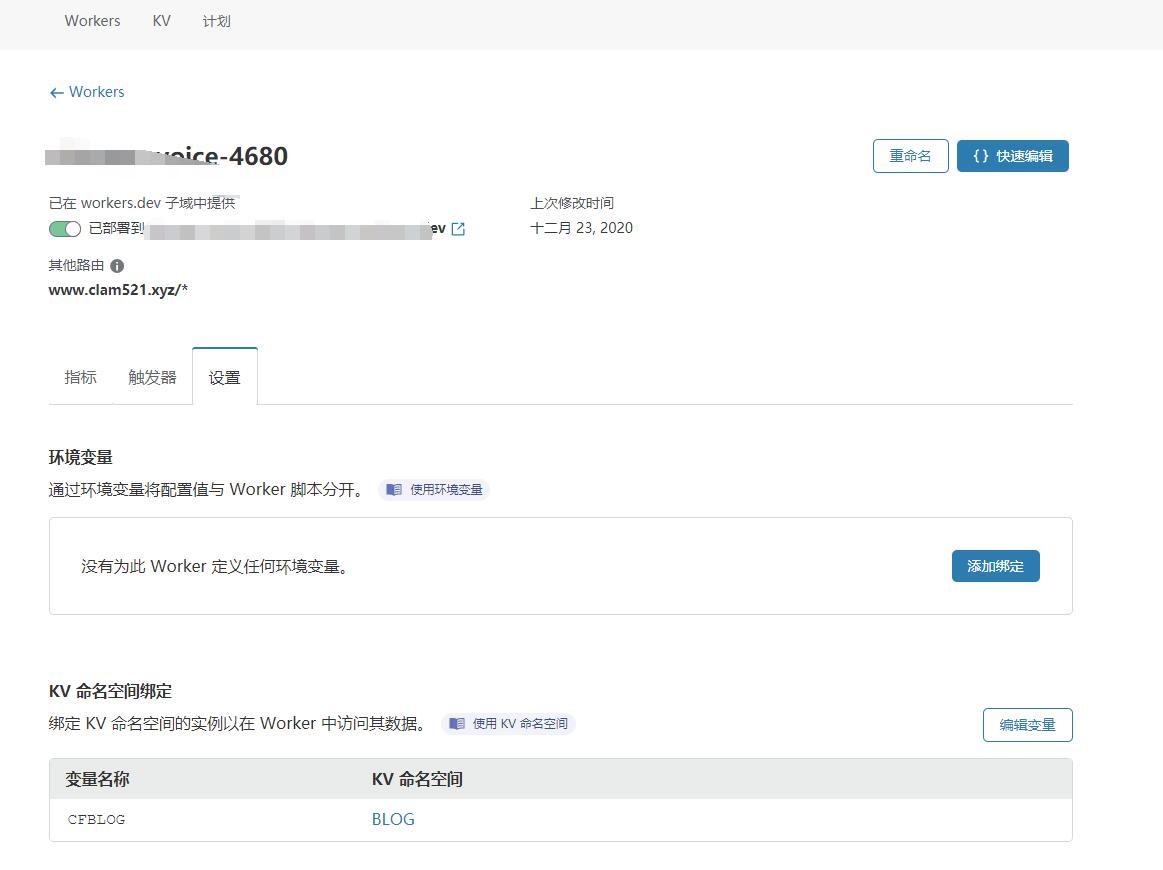 Workers KV 计划
Workers
-4680
重命名 {} 快速编辑
已在 workers.dev 子域中提供
上次修改时间
已部署到
十二月 23, 2020
其他路由
www.clam521.xyz/*
指标 触发器 设置
环境变量
通过环境变量将配置值与 Worker 脚本分开。 使用环境变量
没有为此 Worker 定义任何环境变量。 添加绑定
KV 命名空间绑定
绑定 KV 命名空间的实例以在 Worker 中访问其数据。 使用 KV 命名空间
编辑变量
变量名称 KV 命名空间
CFBLOG BLOG